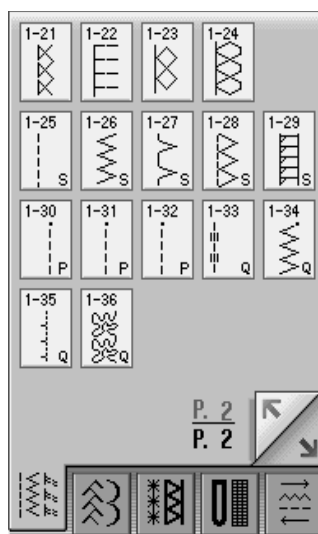 1-21 1-22 1-23 1-24
1-25 1-26 1-27 1-28 1-29
S S S S S
1-30 1-31 1-32 1-33 1-34
P P P Q Q
1-35 1-36
Q Q
P. 2
P. 2